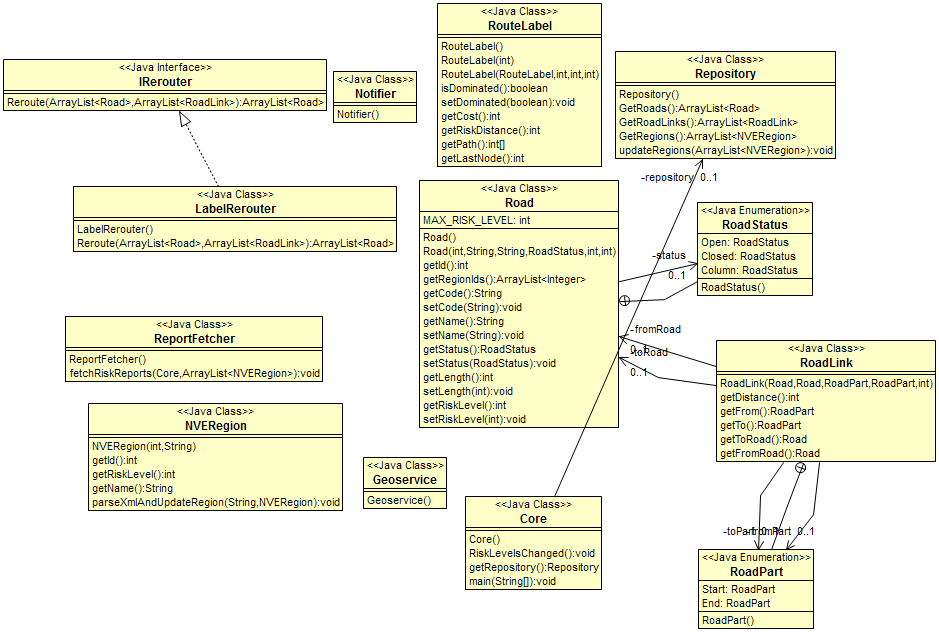 <<Java Class>>
RouteLabel
RouteLabel()
RouteLabel(int)
RouteLabel(RouteLabel,int,int,int)
isDominated():boolean
setDominated(boolean):void
getCost():int
getRiskDistance():int
getPath():int[]
getLastNode():int
<<Java Interface>>
IRerouter
Reroute(ArrayList<Road>,ArrayList<RoadLink>):ArrayList<Road>
<<Java Class>>
Notifier
Notifier()
<<Java Class>>
Repository
Repository()
GetRoads():ArrayList<Road>
GetRoadLinks():ArrayList<RoadLink>
GetRegions():ArrayList<NVERegion>
updateRegions(ArrayList<NVERegion>):void
-repository 0..1
<<Java Class>>
LabelRerouter
LabelRerouter()
Reroute(ArrayList<Road>,ArrayList<RoadLink>):ArrayList<Road>
<<Java Class>>
Road
MAX_RISK_LEVEL: int
Road()
Road(int,String,String,RoadStatus,int,int)
getId():int
getRegionIds():ArrayList<Integer>
getCode():String
setCode(String):void
getName():String
setName(String):void
getStatus():RoadStatus
setStatus(RoadStatus):void
getLength():int
setLength(int):void
getRiskLevel():int
setRiskLevel(int):void
<<Java Enumeration>>
RoadStatus
Open: RoadStatus
Closed: RoadStatus
Column: RoadStatus
RoadStatus()
-status
0..1
-fromRoad
0..1
-toRoad
0..1
<<Java Class>>
ReportFetcher
ReportFetcher()
fetchRiskReports(Core,ArrayList<NVERegion>):void
<<Java Class>>
RoadLink
RoadLink(Road,Road,RoadPart,RoadPart,int)
getDistance():int
getFrom():RoadPart
getTo():RoadPart
getToRoad():Road
getFromRoad():Road
<<Java Class>>
NVERegion
NVERegion(int,String)
getId():int
getRiskLevel():int
getName():String
parseXmlAndUpdateRegion(String,NVERegion):void
<<Java Class>>
Geoservice
Geoservice()
<<Java Class>>
Core
Core()
RiskLevelsChanged():void
getRepository():Repository
main(String[]):void
-toPart 0..1
-fromPart 0..1
<<Java Enumeration>>
RoadPart
Start: RoadPart
End: RoadPart
RoadPart()